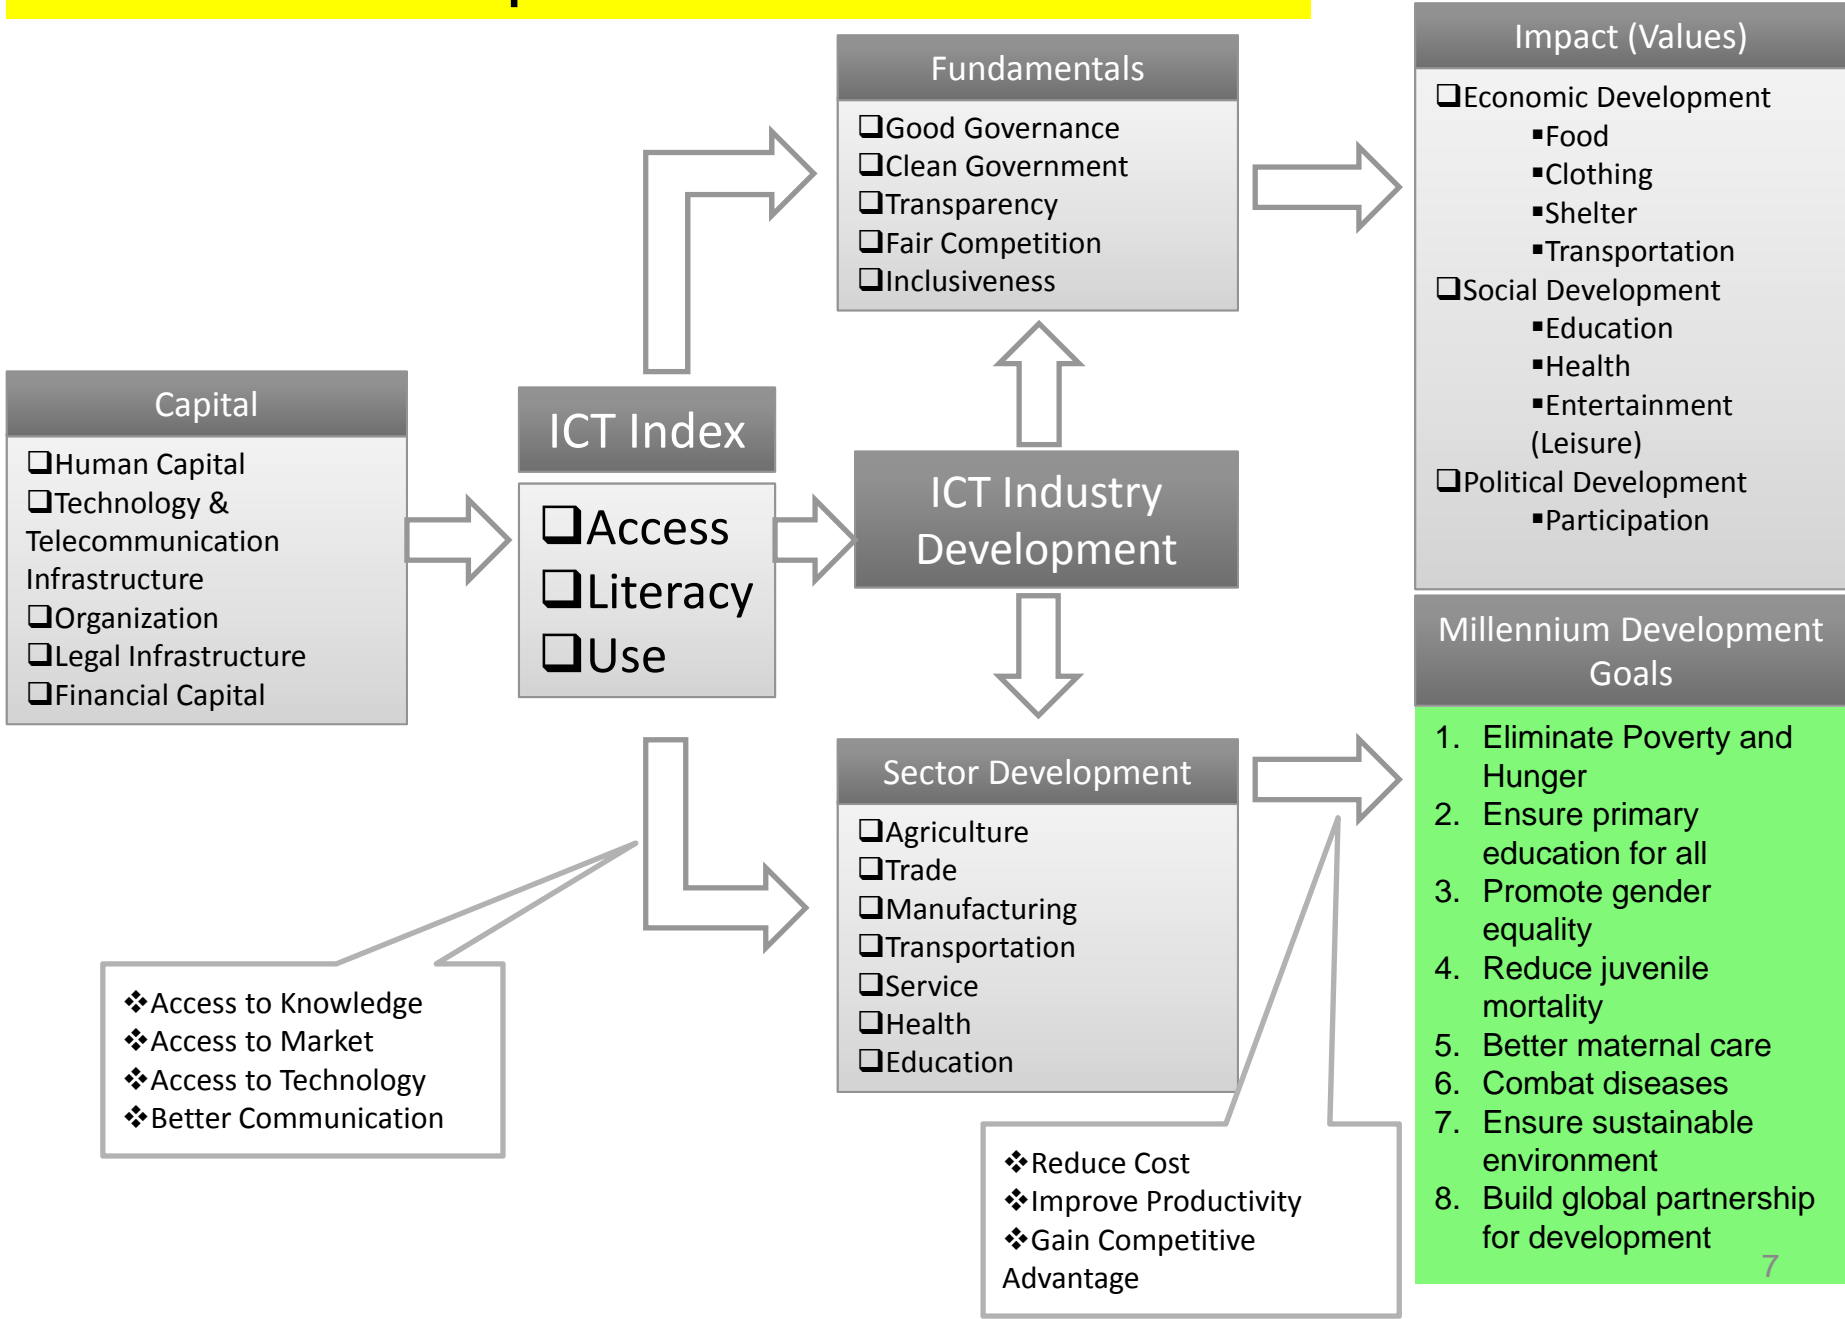 Capital
❑Human Capital
❑Technology &
Telecommunication
Infrastructure
❑Organization
❑Legal Infrastructure
❑Financial Capital
ICT Index
❑Access
❑Literacy
❑Use
❖Access to Knowledge
❖Access to Market
❖Access to Technology
❖Better Communication
Fundamentals
❑Good Governance
❑Clean Government
❑Transparency
❑Fair Competition
❑Inclusiveness
ICT Industry
Development
Sector Development
❑Agriculture
❑Trade
❑Manufacturing
❑Transportation
❑Service
❑Health
❑Education
❖Reduce Cost
❖Improve Productivity
❖Gain Competitive
Advantage
Impact (Values)
❑Economic Development
▪Food
▪Clothing
▪Shelter
▪Transportation
❑Social Development
▪Education
▪Health
▪Entertainment
(Leisure)
❑Political Development
▪Participation
Millennium Development
Goals
1. Eliminate Poverty and
Hunger
2. Ensure primary
education for all
3. Promote gender
equality
4. Reduce juvenile
mortality
5. Better maternal care
6. Combat diseases
7. Ensure sustainable
environment
8. Build global partnership
for development
7